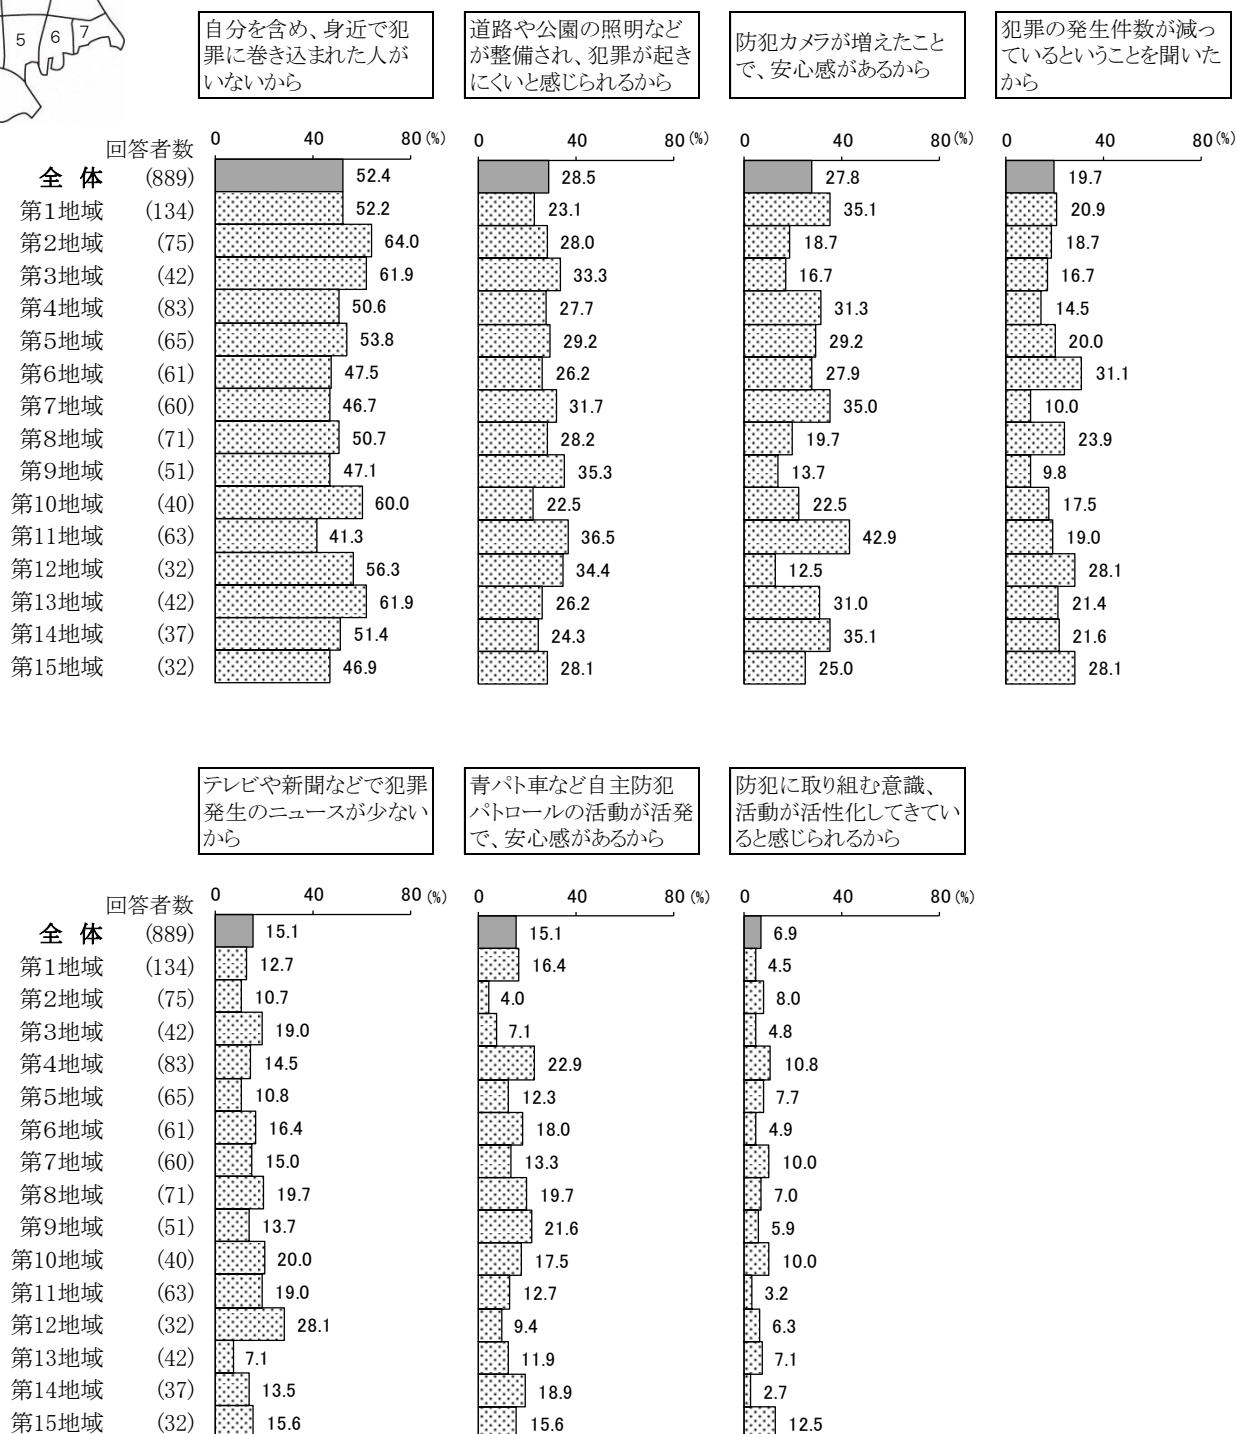 5 6 7
自分を含め、身近で犯
罪に巻き込まれた人が
いないから
道路や公園の照明など
が整備され、犯罪が起き
にくいと感じられるから
防犯カメラが増えたこと
で、安心感があるから
犯罪の発生件数が減っ
ているということを聞いた
から
0 40 80 (%) 0 40 80 (%) 0 40 80 (%) 0 40 80 (%)
回答者数
全 体 (889) 52.4 28.5 27.8 19.7
第1地域 (134) 52.2 23.1 35.1 20.9
第2地域 (75) 64.0 28.0 18.7 18.7
第3地域 (42) 61.9 33.3 16.7 16.7
第4地域 (83) 50.6 27.7 31.3 14.5
第5地域 (65) 53.8 29.2 29.2 20.0
第6地域 (61) 47.5 26.2 27.9 31.1
第7地域 (60) 46.7 31.7 35.0 10.0
第8地域 (71) 50.7 28.2 19.7 23.9
第9地域 (51) 47.1 35.3 13.7 9.8
第10地域 (40) 60.0 22.5 22.5 17.5
第11地域 (63) 41.3 36.5 42.9 19.0
第12地域 (32) 56.3 34.4 12.5 28.1
第13地域 (42) 61.9 26.2 31.0 21.4
第14地域 (37) 51.4 24.3 35.1 21.6
第15地域 (32) 46.9 28.1 25.0 28.1
テレビや新聞などで犯罪
発生のニュースが少ない
から
青パト車など自主防犯
パトロールの活動が活発
で、安心感があるから
防犯に取り組む意識、
活動が活性化してきてい
ると感じられるから
0 40 80 (%) 0 40 80 (%) 0 40 80 (%)
回答者数
全 体 (889) 15.1 15.1 6.9
第1地域 (134) 12.7 16.4 4.5
第2地域 (75) 10.7 4.0 8.0
第3地域 (42) 19.0 7.1 4.8
第4地域 (83) 14.5 22.9 10.8
第5地域 (65) 10.8 12.3 7.7
第6地域 (61) 16.4 18.0 4.9
第7地域 (60) 15.0 13.3 10.0
第8地域 (71) 19.7 19.7 7.0
第9地域 (51) 13.7 21.6 5.9
第10地域 (40) 20.0 17.5 10.0
第11地域 (63) 19.0 12.7 3.2
第12地域 (32) 28.1 9.4 6.3
第13地域 (42) 7.1 11.9 7.1
第14地域 (37) 13.5 18.9 2.7
第15地域 (32) 15.6 15.6 12.5